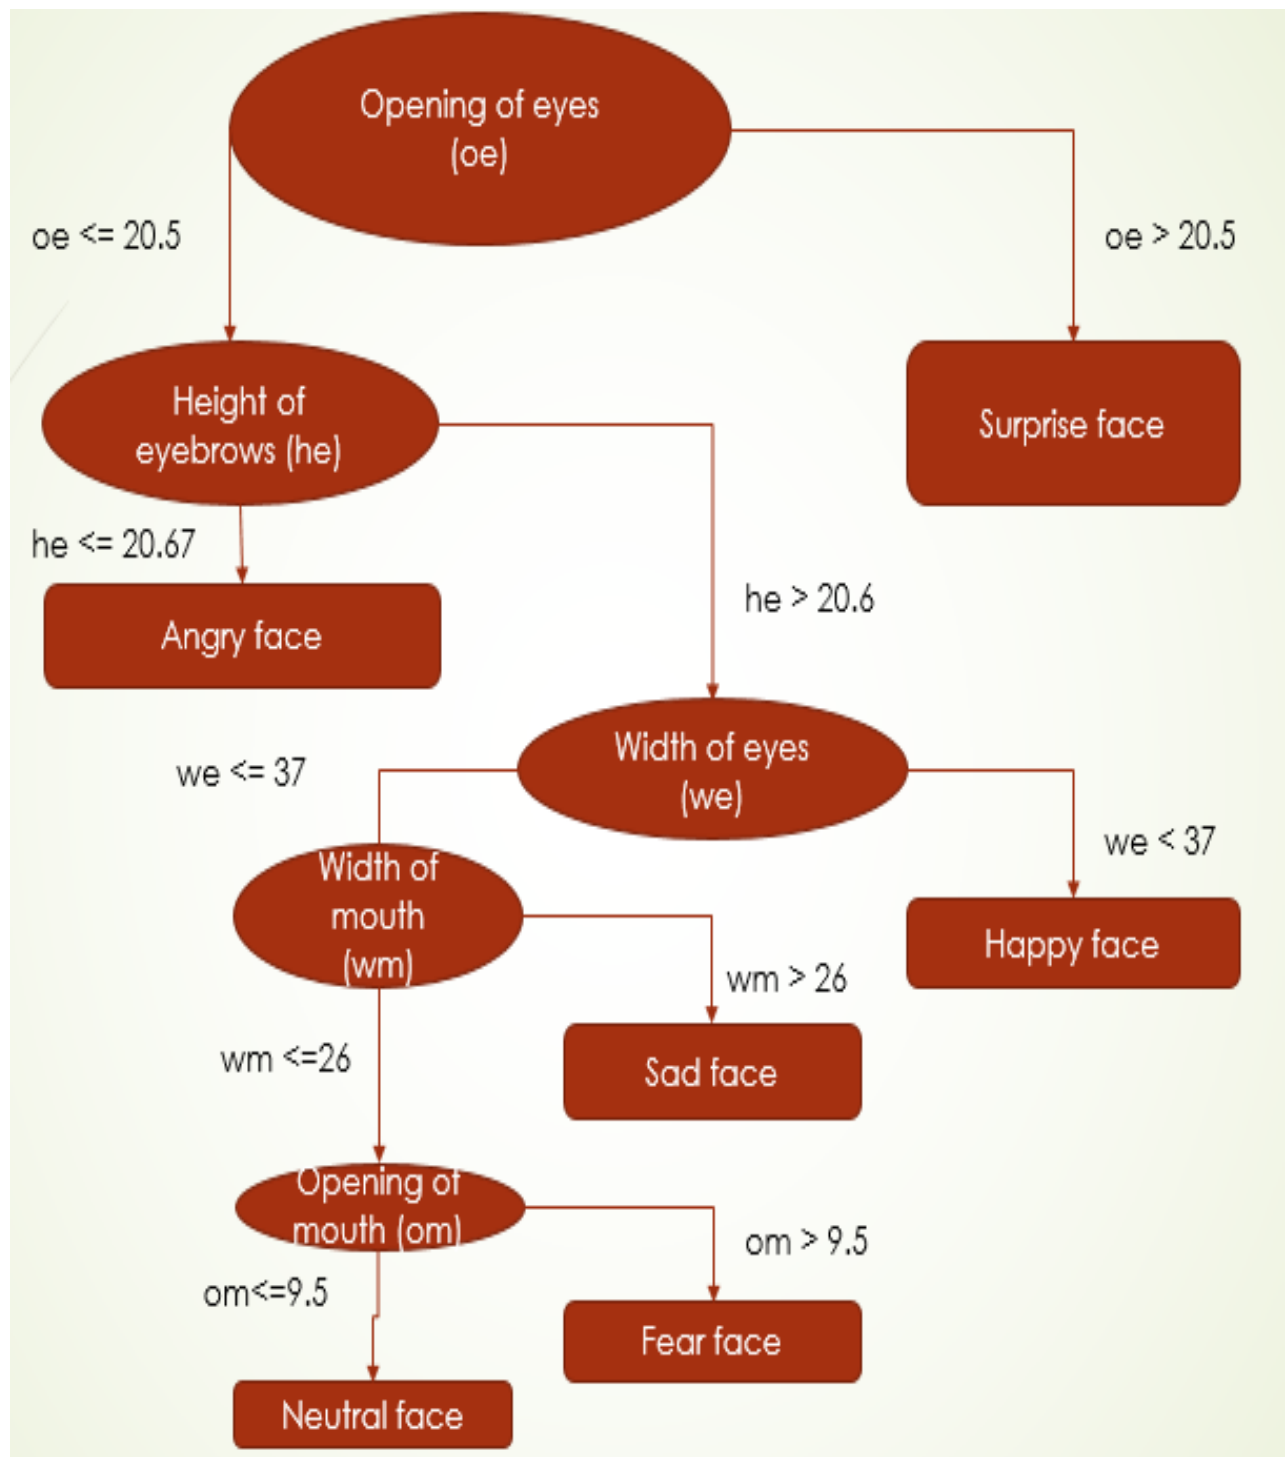 Opening of eyes
(oe)
oe <= 20.5
oe > 20.5
Height of
eyebrows (he)
Surprise face
he <= 20.67
he > 20.6
Angry face
Width of eyes
(we)
we <= 37
we < 37
Width of
mouth
(wm)
Happy face
wm > 26
wm <=26
Sad face
Opening of
mouth (om)
om > 9.5
om<=9.5
Fear face
Neutral face